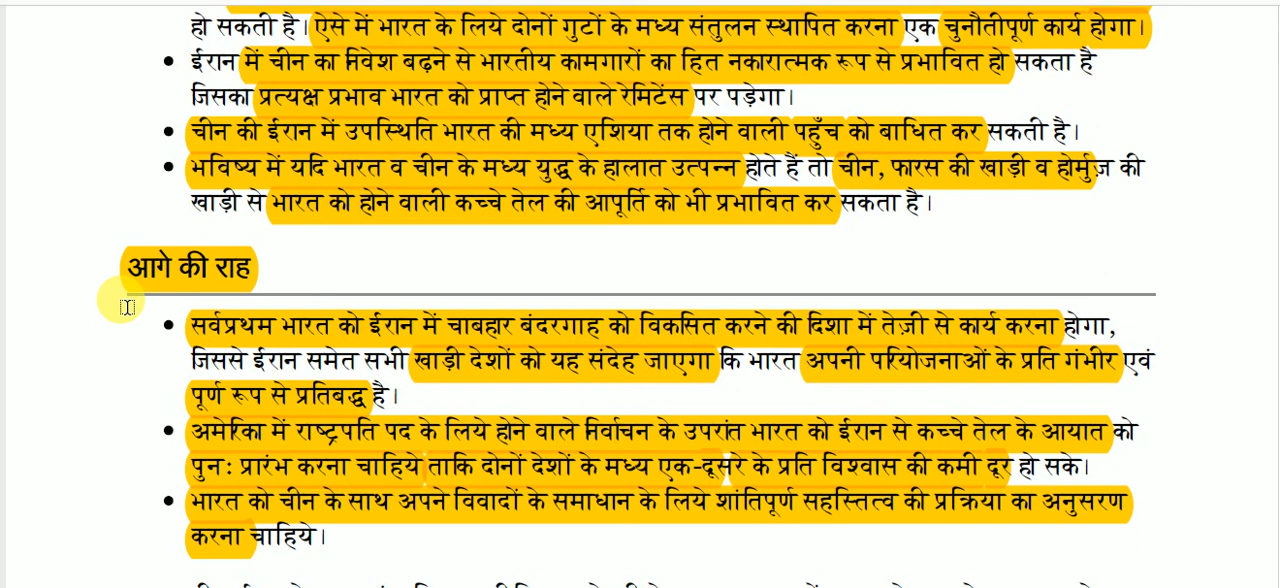 हो सकती है। ऐसे में भारत के लिये दोनों गुटों के मध्य संतुलन स्थापित करना एक चुनौतीपूर्ण कार्य होगा।
• ईरान में चीन का निवेश बढ़ने से भारतीय कामगारों का हित नकारात्मक रूप से प्रभावित हो सकता है
जिसका प्रत्यक्ष प्रभाव भारत को प्राप्त होने वाले रेमिटेंस पर पड़ेगा।
• चीन की ईरान में उपस्थिति भारत की मध्य एशिया तक होने वाली पहुँच को बाधित कर सकती है।
• भविष्य में यदि भारत व चीन के मध्य युद्ध के हालात उत्पन्न होते हैं तो चीन, फारस की खाड़ी व होर्मुज़ की
खाड़ी से भारत को होने वाली कच्चे तेल की आपूर्ति को भी प्रभावित कर सकता है।
आगे की राह
• सर्वप्रथम भारत को ईरान में चाबहार बंदरगाह को विकसित करने की दिशा में तेज़ी से कार्य करना होगा,
जिससे ईरान समेत सभी खाड़ी देशों को यह संदेह जाएगा कि भारत अपनी परियोजनाओं के प्रति गंभीर एवं
पूर्ण रूप से प्रतिबद्ध है।
• अमेरिका में राष्ट्रपति पद के लिये होने वाले निर्वाचन के उपरांत भारत को ईरान से कच्चे तेल के आयात को
पुनः प्रारंभ करना चाहिये ताकि दोनों देशों के मध्य एक-दूसरे के प्रति विश्वास की कमी दूर हो सके।
• भारत को चीन के साथ अपने विवादों के समाधान के लिये शांतिपूर्ण सहस्तित्व की प्रक्रिया का अनुसरण
करना चाहिये।